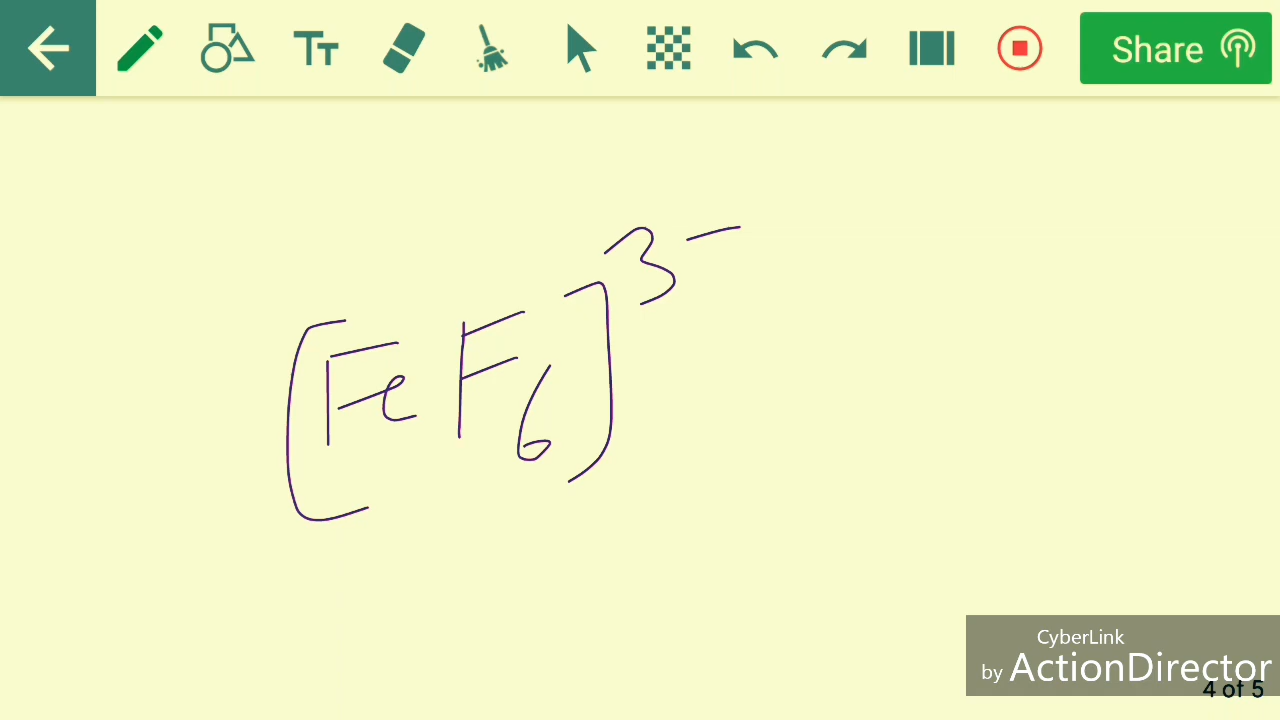 Share
[FeF6]3-
CyberLink
by ActionDirector
4 of 5